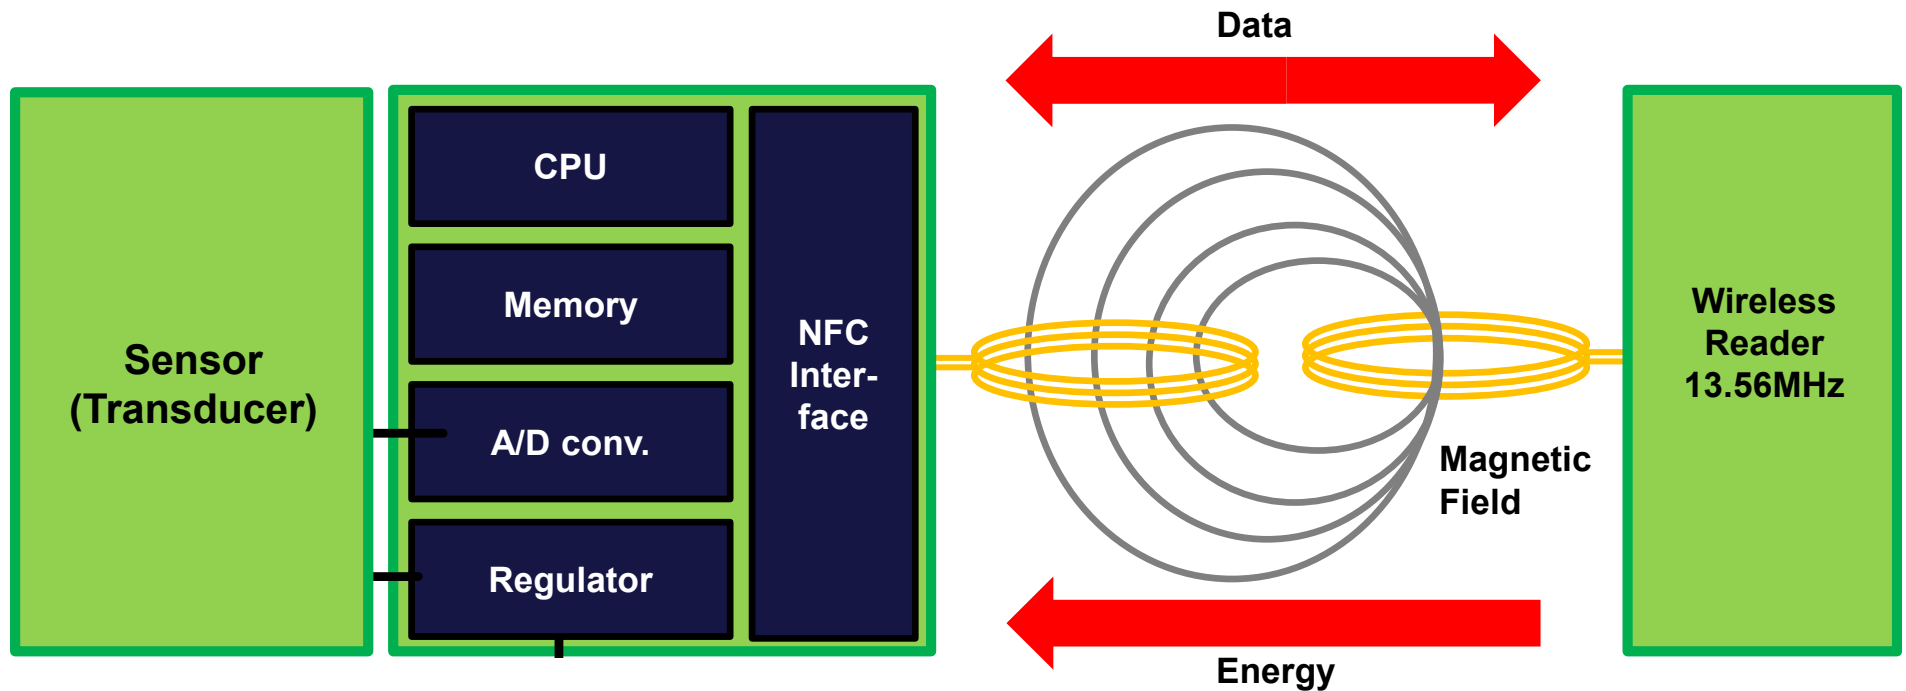 Data
Sensor
(Transducer)
CPU
Memory
A/D conv.
Regulator
NFC
Inter-
face
Magnetic
Field
Energy
Wireless
Reader
13.56MHz